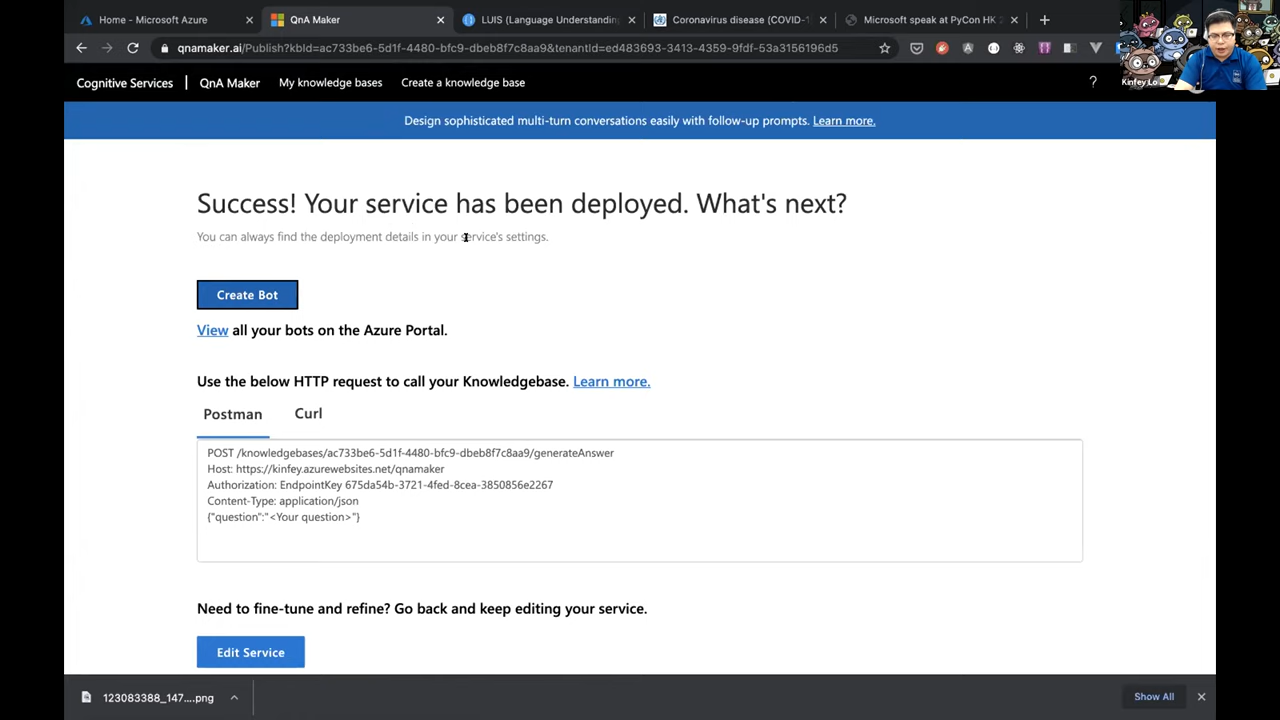 Home - Microsoft Azure
QnA Maker
LUIS (Language Understanding
Coronavirus disease (COVID-1
Microsoft speak at PyCon HK 2
qnamaker.ai/Publish?kbId=ac733be6-5d1f-4480-bfc9-dbeb8f7c8aa9&tenantId=ed483693-3413-4359-9fdf-53a3156196d5
Kinfey Lo
Cognitive Services | QnA Maker My knowledge bases Create a knowledge base ?
Design sophisticated multi-turn conversations easily with follow-up prompts. Learn more.
Success! Your service has been deployed. What's next?
You can always find the deployment details in your service's settings.
Create Bot
View all your bots on the Azure Portal.
Use the below HTTP request to call your Knowledgebase. Learn more.
Postman Curl
POST /knowledgebases/ac733be6-5d1f-4480-bfc9-dbeb8f7c8aa9/generateAnswer
Host: https://kinfey.azurewebsites.net/qnamaker
Authorization: EndpointKey 675da54b-3721-4fed-8cea-3850856e2267
Content-Type: application/json
{"question":"<Your question>"}
Need to fine-tune and refine? Go back and keep editing your service.
Edit Service
123083388_147....png
Show All